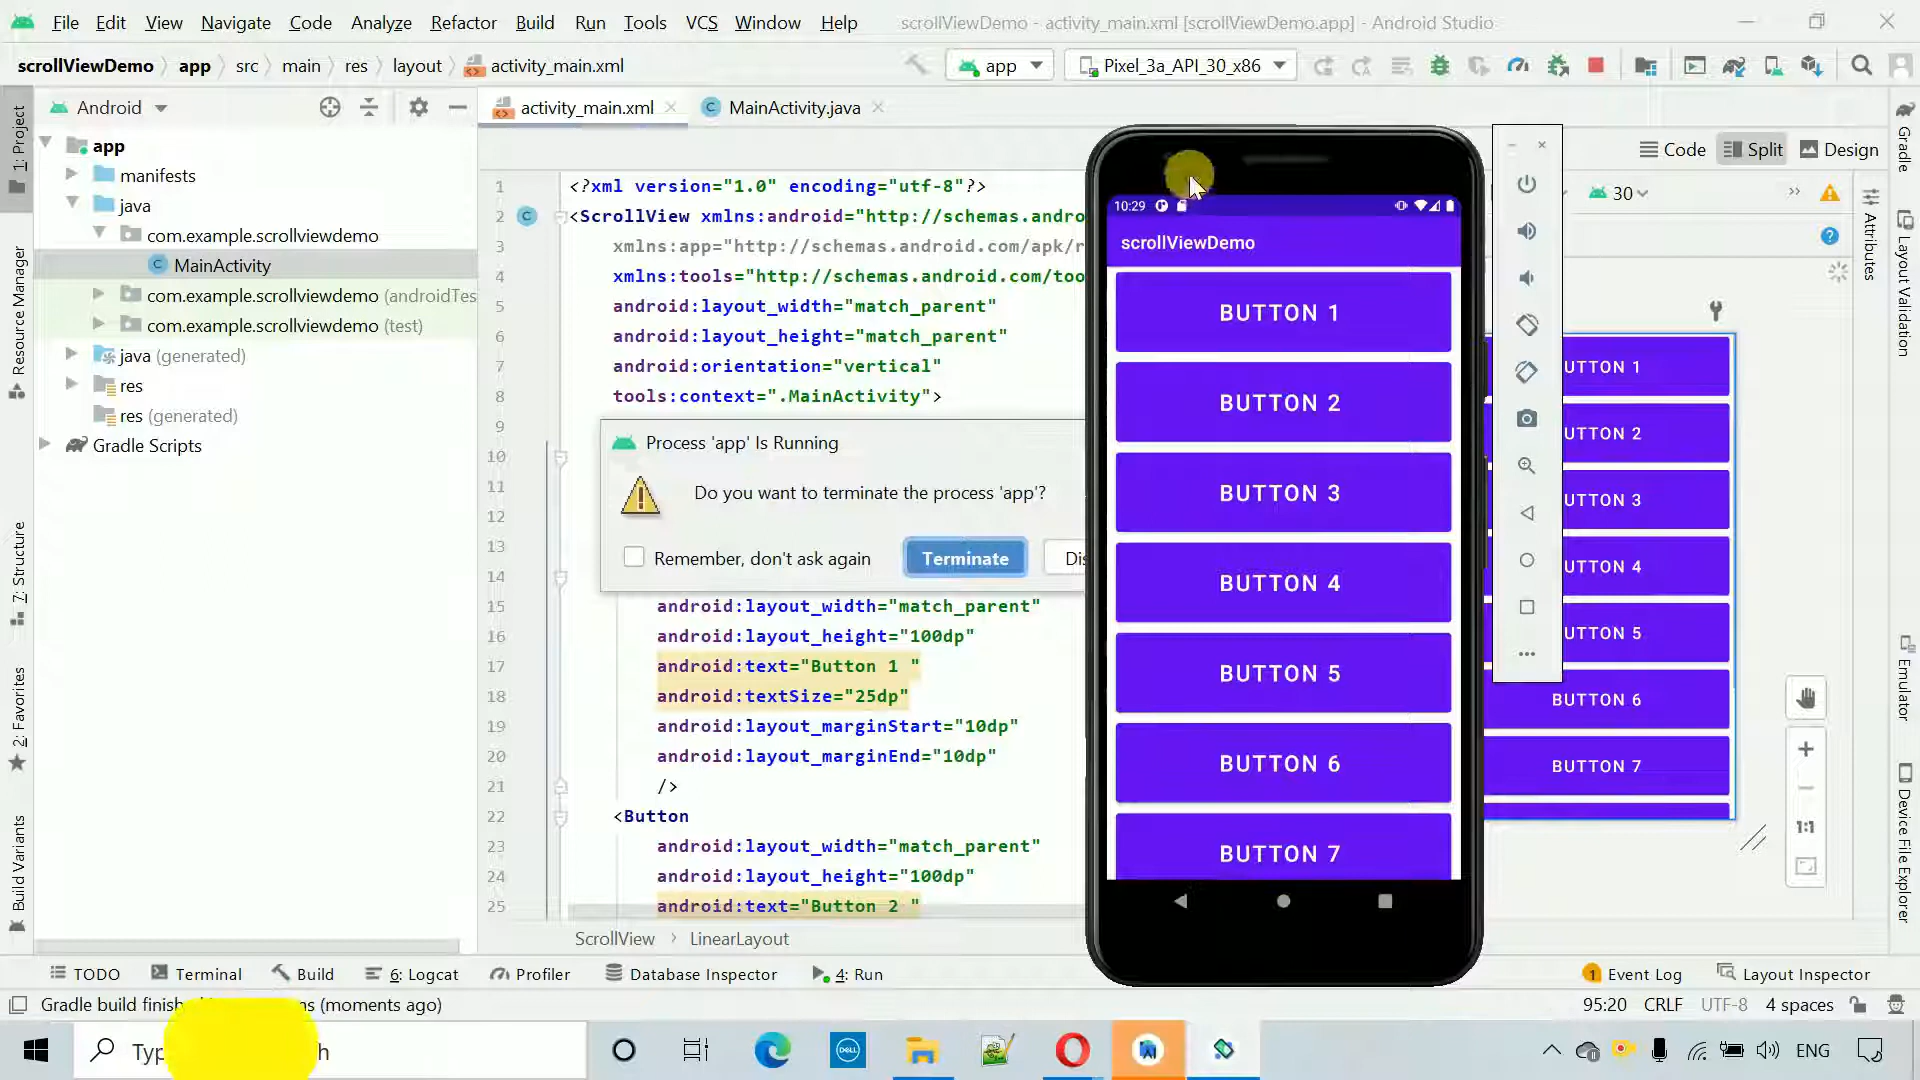 File Edit View Navigate Code Analyze Refactor Build Run Tools VCS Window Help scrollViewDemo - activity_main.xml [scrollViewDemo.app] - Android Studio
scrollViewDemo app src main res layout activity_main.xml app Pixel_3a_API_30_x86
Android activity_main.xml MainActivity.java
Code Split Design
30
app
manifests
java
com.example.scrollviewdemo
MainActivity
com.example.scrollviewdemo (androidTes
com.example.scrollviewdemo (test)
java (generated)
res
res (generated)
Gradle Scripts
1: Project
Resource Manager
7: Structure
2: Favorites
Build Variants
1 <?xml version="1.0" encoding="utf-8"?>
2 <ScrollView xmlns:android="http://schemas.andro
3 xmlns:app="http://schemas.android.com/apk/r
4 xmlns:tools="http://schemas.android.com/too
5 android:layout_width="match_parent"
6 android:layout_height="match_parent"
7 android:orientation="vertical"
8 tools:context=".MainActivity">
9
10
11
12
13
14
15 android:layout_width="match_parent"
16 android:layout_height="100dp"
17 android:text="Button 1 "
18 android:textSize="25dp"
19 android:layout_marginStart="10dp"
20 android:layout_marginEnd="10dp"
21 />
22 <Button
23 android:layout_width="match_parent"
24 android:layout_height="100dp"
25 android:text="Button 2 "
Process 'app' Is Running
Do you want to terminate the process 'app'?
Remember, don't ask again Terminate Dis
ScrollView LinearLayout
10:29
scrollViewDemo
BUTTON 1
BUTTON 2
BUTTON 3
BUTTON 4
BUTTON 5
BUTTON 6
BUTTON 7
UTTON 1
UTTON 2
UTTON 3
UTTON 4
UTTON 5
BUTTON 6
BUTTON 7
1:1
Gradle
Attributes
Layout Validation
Emulator
Device File Explorer
TODO Terminal Build 6: Logcat Profiler Database Inspector 4: Run 1 Event Log Layout Inspector
Gradle build finish ns (moments ago) 95:20 CRLF UTF-8 4 spaces
Typ h DELL ENG